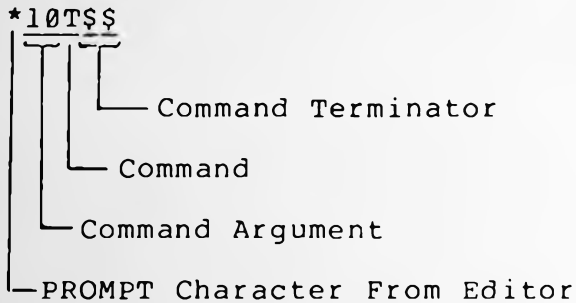 *10T$$
Command Terminator
Command
Command Argument
PROMPT Character From Editor